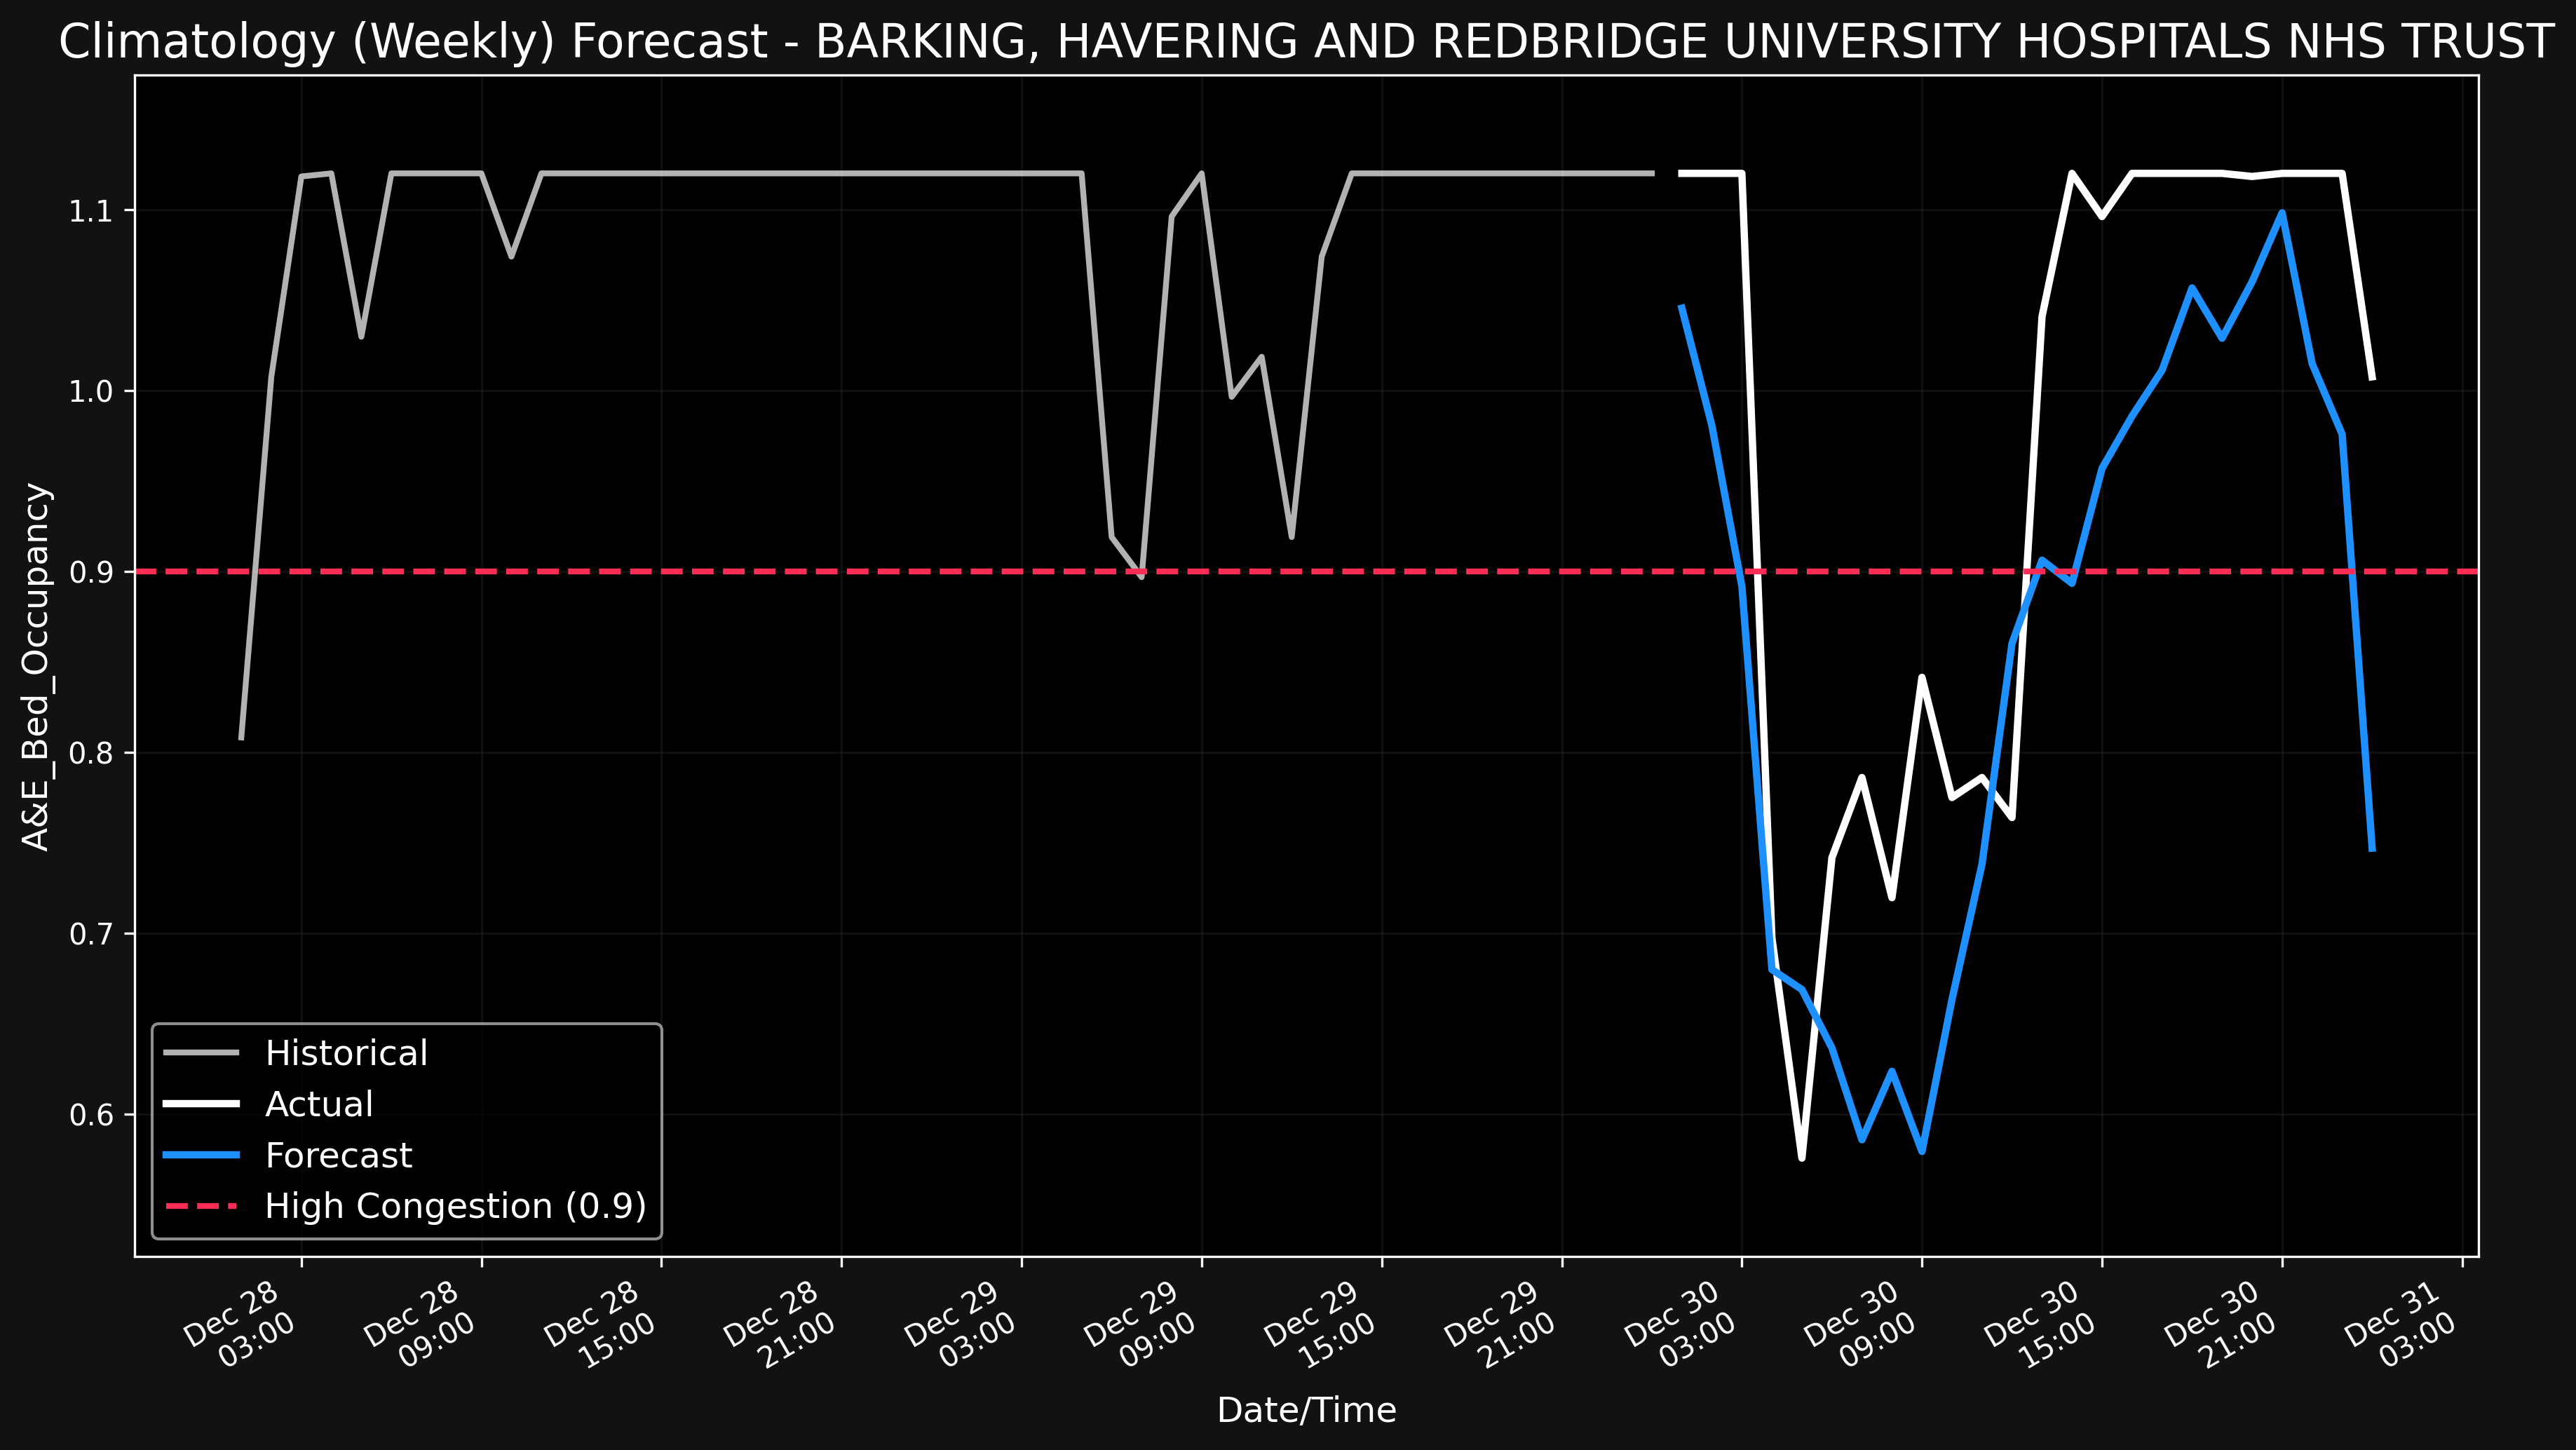 Climatology (Weekly) Forecast - BARKING, HAVERING AND REDBRIDGE UNIVERSITY HOSPITALS NHS TRUST
A&E_Bed_Occupancy
1.1
1.0
0.9
0.8
0.7
0.6
Historical
Actual
Forecast
High Congestion (0.9)
Dec 28
03:00
Dec 28
09:00
Dec 28
15:00
Dec 28
21:00
Dec 29
03:00
Dec 29
09:00
Dec 29
15:00
Dec 29
21:00
Dec 30
03:00
Dec 30
09:00
Dec 30
15:00
Dec 30
21:00
Dec 31
03:00
Date/Time